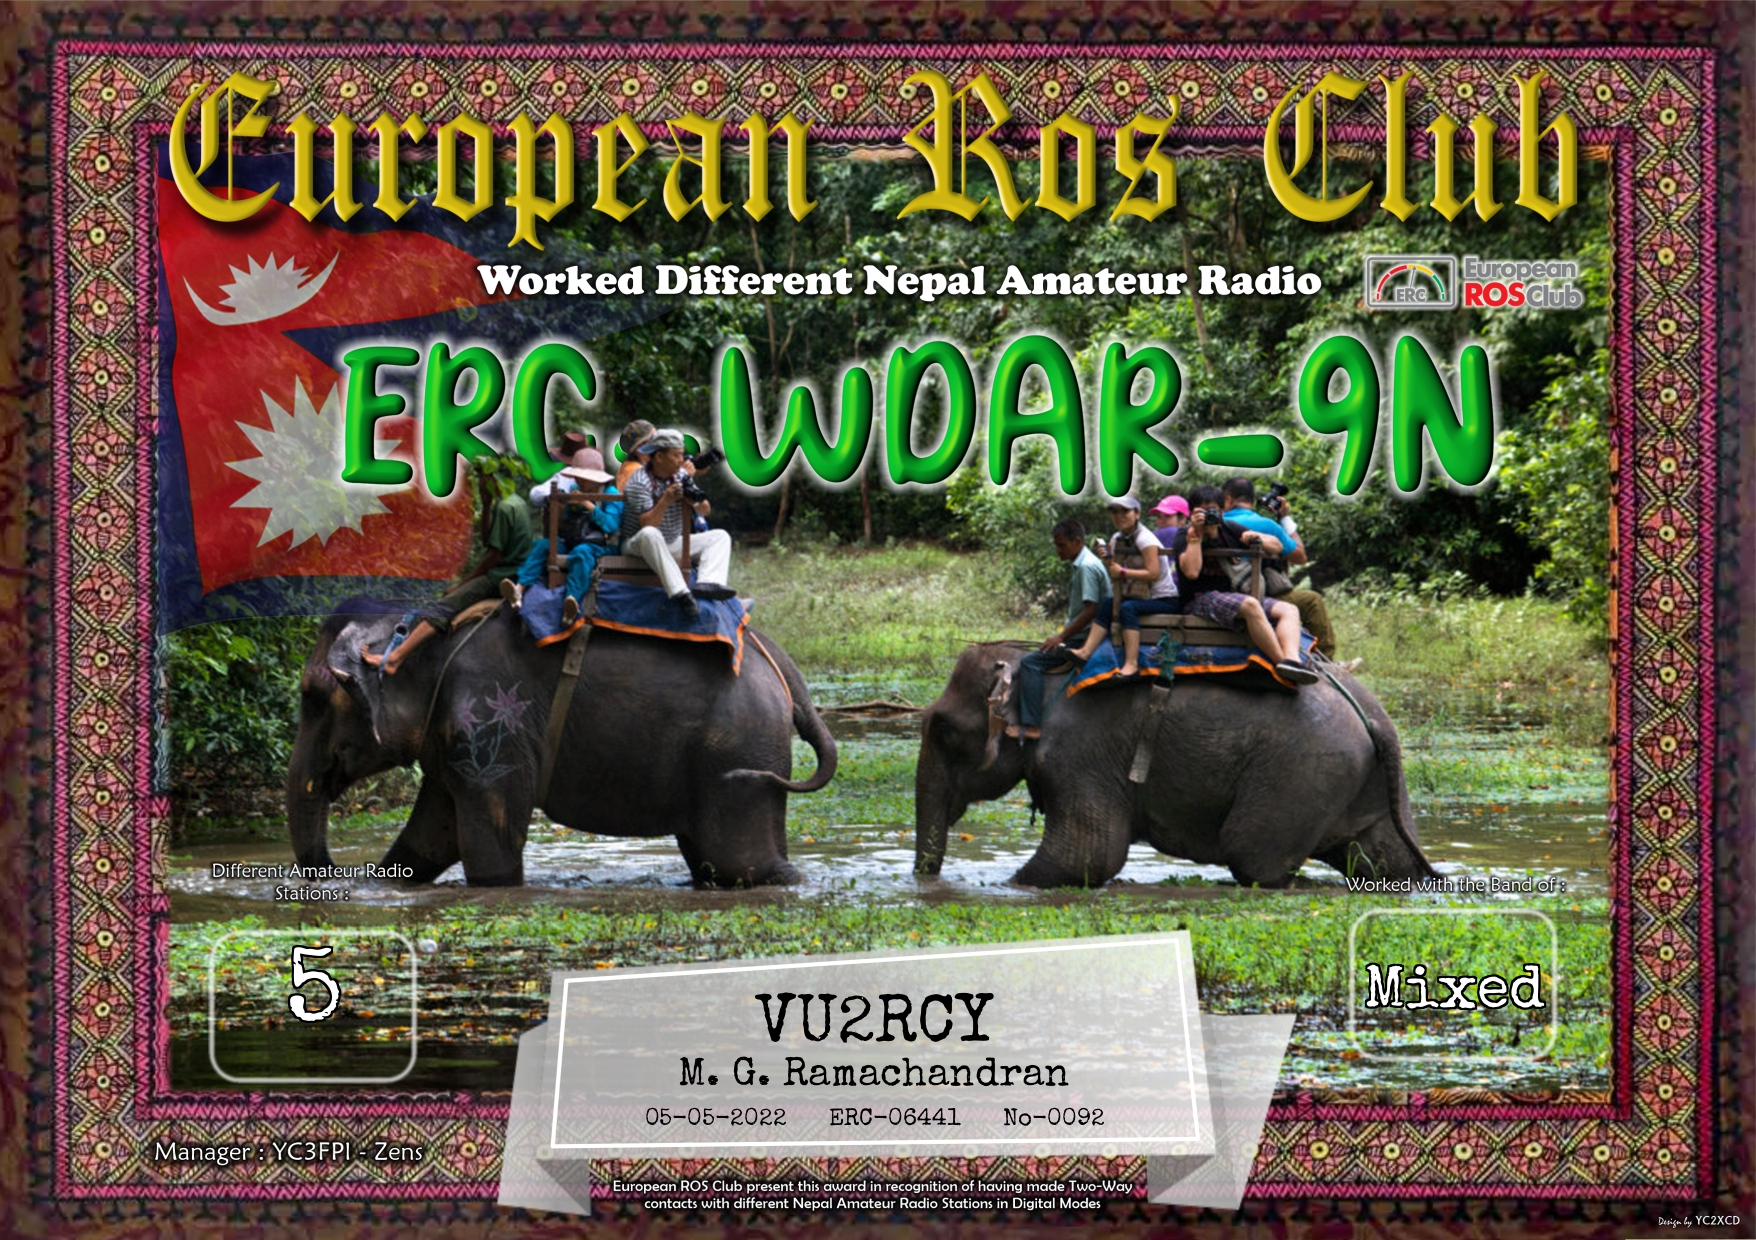 European Ros Club
Worked Different Nepal Amateur Radio
ERC
European
ROSClub
ERC-WDAR-9N
Different Amateur Radio
Stations :
5
Worked with the Band of :
Mixed
VU2RCY
M. G. Ramachandran
05-05-2022 ERC-06441 No-0092
Manager : YC3FPI - Zens
European ROS Club present this award in recognition of having made Two-Way
contacts with different Nepal Amateur Radio Stations in Digital Modes
Design by YC2XCD